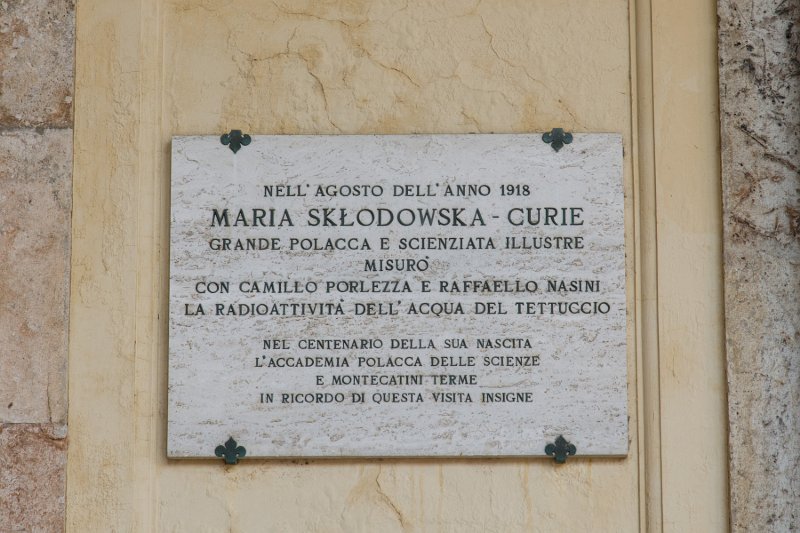 NELL'AGOSTO DELL'ANNO 1918
MARIA SKŁODOWSKA - CURIE
GRANDE POLACCA E SCIENZIATA ILLUSTRE
MISURÒ
CON CAMILLO PORLEZZA E RAFFAELLO NASINI
LA RADIOATTIVITÀ DELL'ACQUA DEL TETTUCCIO
NEL CENTENARIO DELLA SUA NASCITA
L'ACCADEMIA POLACCA DELLE SCIENZE
E MONTECATINI TERME
IN RICORDO DI QUESTA VISITA INSIGNE